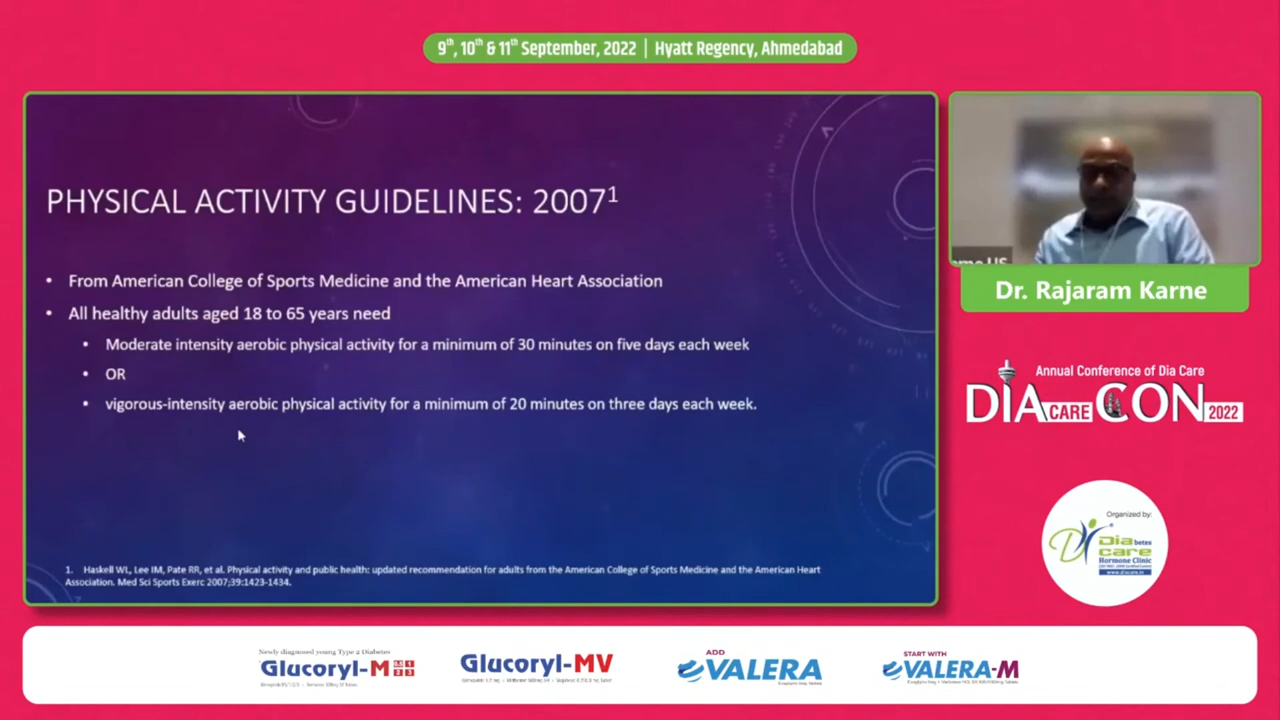 9th, 10th & 11th September, 2022 | Hyatt Regency, Ahmedabad
PHYSICAL ACTIVITY GUIDELINES: 2007¹
• From American College of Sports Medicine and the American Heart Association
• All healthy adults aged 18 to 65 years need
• Moderate intensity aerobic physical activity for a minimum of 30 minutes on five days each week
• OR
• vigorous-intensity aerobic physical activity for a minimum of 20 minutes on three days each week.
1. Haskell WL, Lee IM, Pate RR, et al. Physical activity and public health: updated recommendation for adults from the American College of Sports Medicine and the American Heart
Association. Med Sci Sports Exerc 2007;39:1423-1434.
US
Dr. Rajaram Karne
Annual Conference of Dia Care
DIA CARE CON 2022
Organized by:
Diabetes
care
Hormone Clinic
www.diacare.in
Newly diagnosed young Type 2 Diabetes
Glucoryl-M
Glucoryl-MV
ADD
VALERA
START WITH
VALERA-M